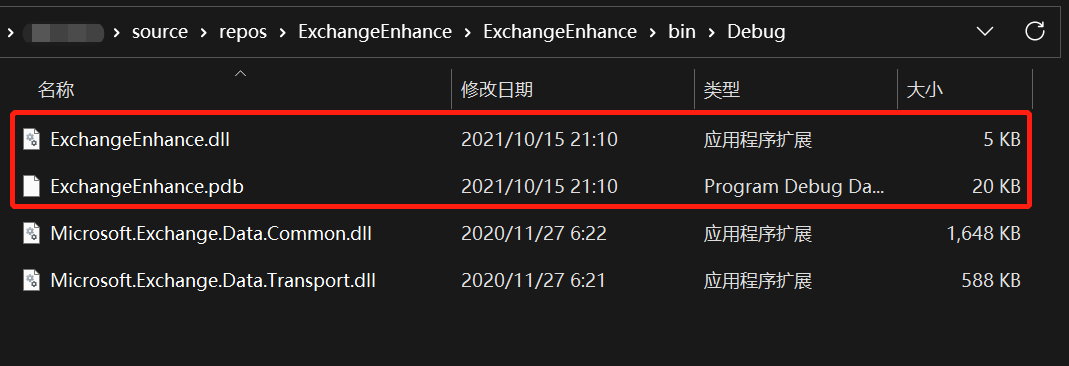 source › repos › ExchangeEnhance › ExchangeEnhance › bin › Debug
名称 修改日期 类型 大小
ExchangeEnhance.dll 2021/10/15 21:10 应用程序扩展 5 KB
ExchangeEnhance.pdb 2021/10/15 21:10 Program Debug Da... 20 KB
Microsoft.Exchange.Data.Common.dll 2020/11/27 6:22 应用程序扩展 1,648 KB
Microsoft.Exchange.Data.Transport.dll 2020/11/27 6:21 应用程序扩展 588 KB